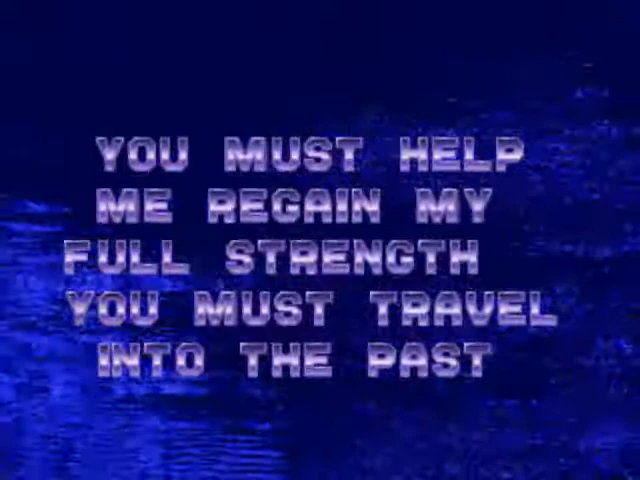 YOU MUST HELP
ME REGAIN MY
FULL STRENGTH
YOU MUST TRAVEL
INTO THE PAST